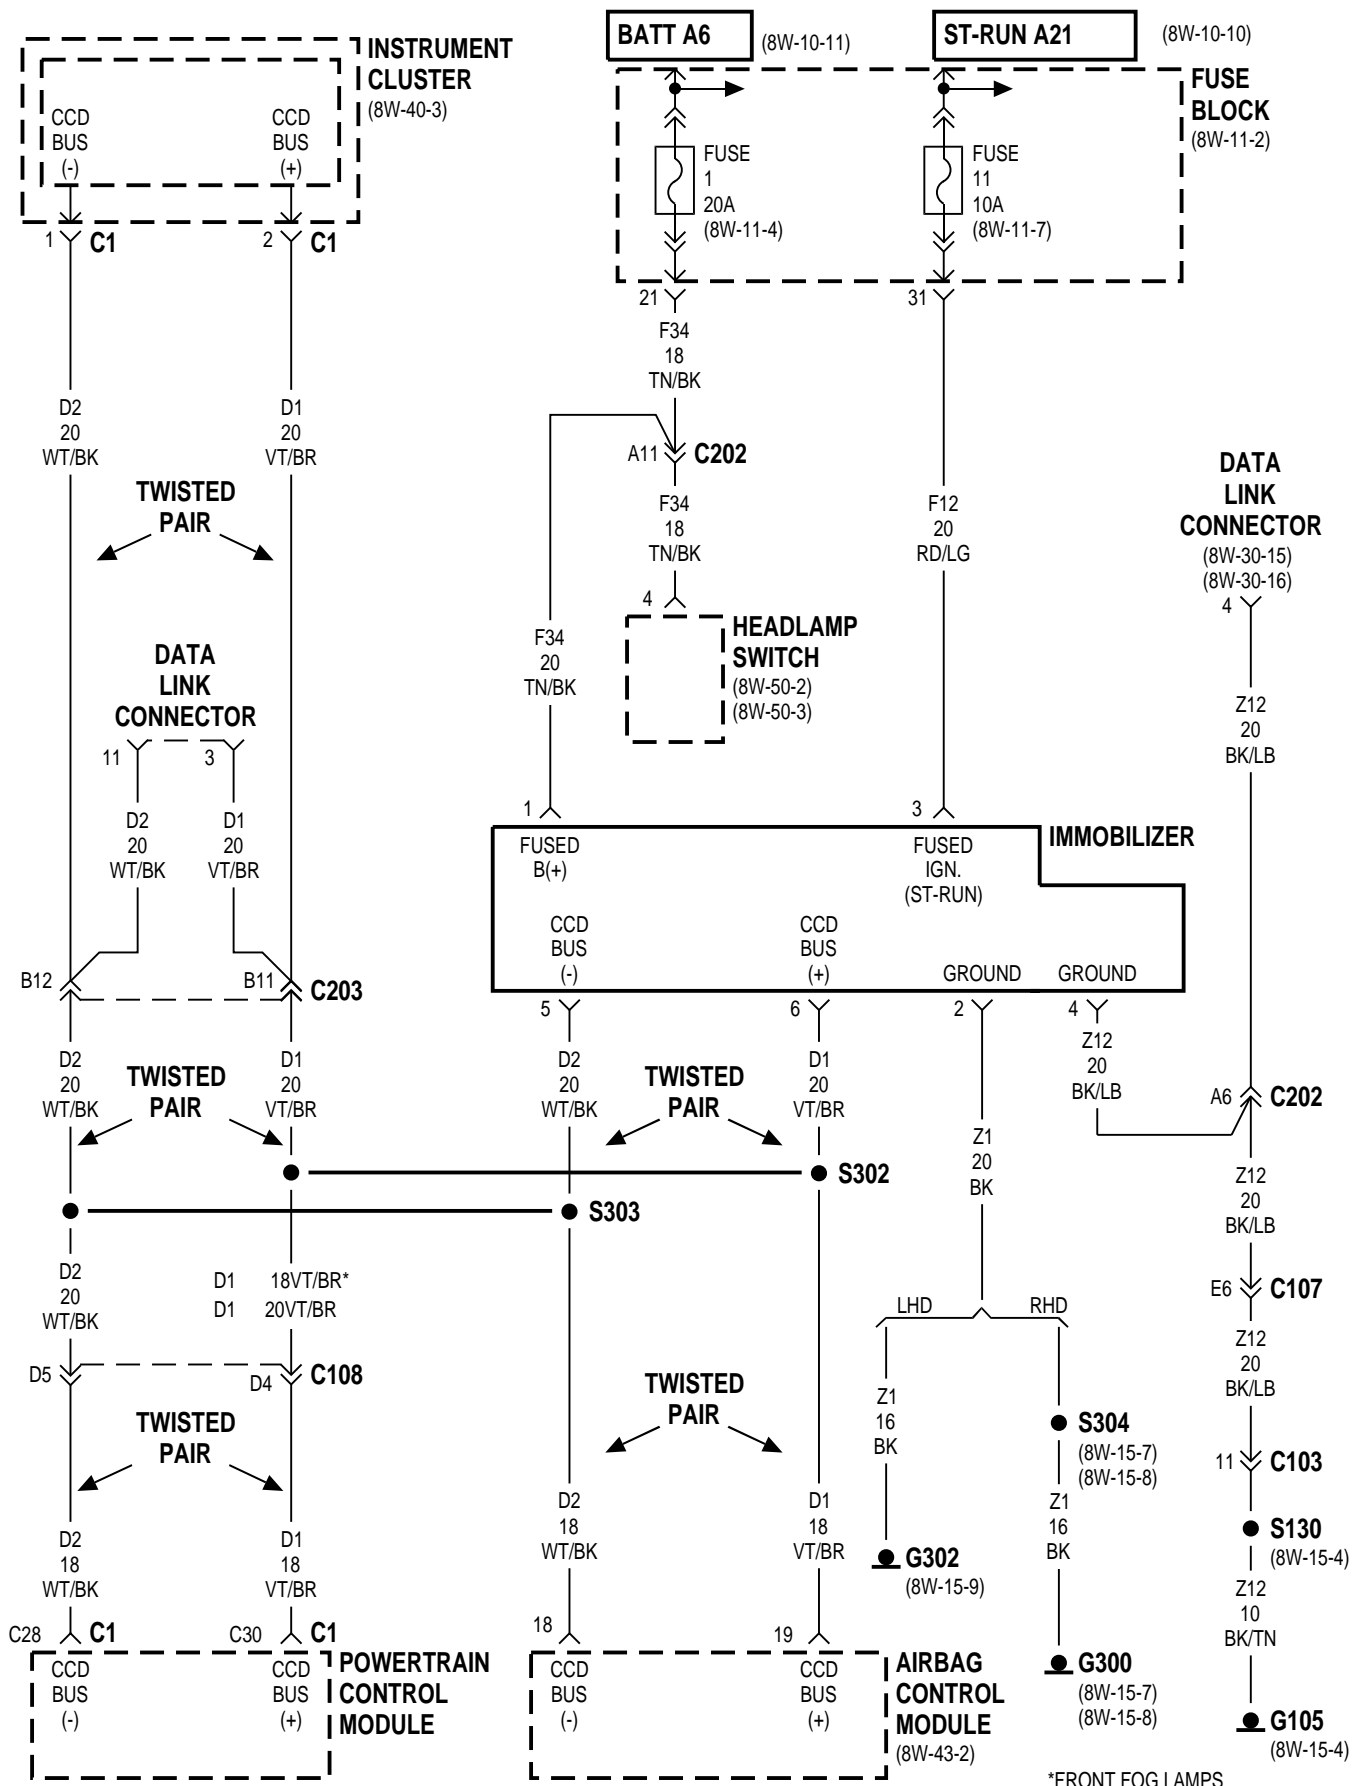 BATT A6
(8W-10-11)
ST-RUN A21
(8W-10-10)
INSTRUMENT
CLUSTER
(8W-40-3)
CCD
BUS
(-)
CCD
BUS
(+)
1
C1
2
C1
FUSE
BLOCK
(8W-11-2)
FUSE
1
20A
(8W-11-4)
FUSE
11
10A
(8W-11-7)
21
31
F34
18
TN/BK
D2
20
WT/BK
D1
20
VT/BR
A11
C202
TWISTED
PAIR
F34
18
TN/BK
F12
20
RD/LG
DATA
LINK
CONNECTOR
(8W-30-15)
(8W-30-16)
4
4
HEADLAMP
SWITCH
(8W-50-2)
(8W-50-3)
F34
20
TN/BK
DATA
LINK
CONNECTOR
11
3
Z12
20
BK/LB
D2
20
WT/BK
D1
20
VT/BR
1
3
IMMOBILIZER
FUSED
B(+)
FUSED
IGN.
(ST-RUN)
CCD
BUS
(-)
CCD
BUS
(+)
GROUND
GROUND
B12
B11
C203
5
6
2
4
D2
20
WT/BK
TWISTED
PAIR
D1
20
VT/BR
D2
20
WT/BK
TWISTED
PAIR
D1
20
VT/BR
Z12
20
BK/LB
A6
C202
Z1
20
BK
S302
S303
Z12
20
BK/LB
D2
20
WT/BK
D1 18VT/BR*
D1 20VT/BR
E6
C107
LHD
RHD
Z12
20
BK/LB
D5
D4
C108
TWISTED
PAIR
TWISTED
PAIR
Z1
16
BK
S304
(8W-15-7)
(8W-15-8)
11
C103
D2
18
WT/BK
D1
18
VT/BR
D2
18
WT/BK
D1
18
VT/BR
Z1
16
BK
S130
(8W-15-4)
G302
(8W-15-9)
Z12
10
BK/TN
C28
C1
C30
C1
18
19
POWERTRAIN
CONTROL
MODULE
CCD
BUS
(-)
CCD
BUS
(+)
CCD
BUS
(-)
CCD
BUS
(+)
AIRBAG
CONTROL
MODULE
(8W-43-2)
G300
(8W-15-7)
(8W-15-8)
G105
(8W-15-4)
*FRONT FOG LAMPS